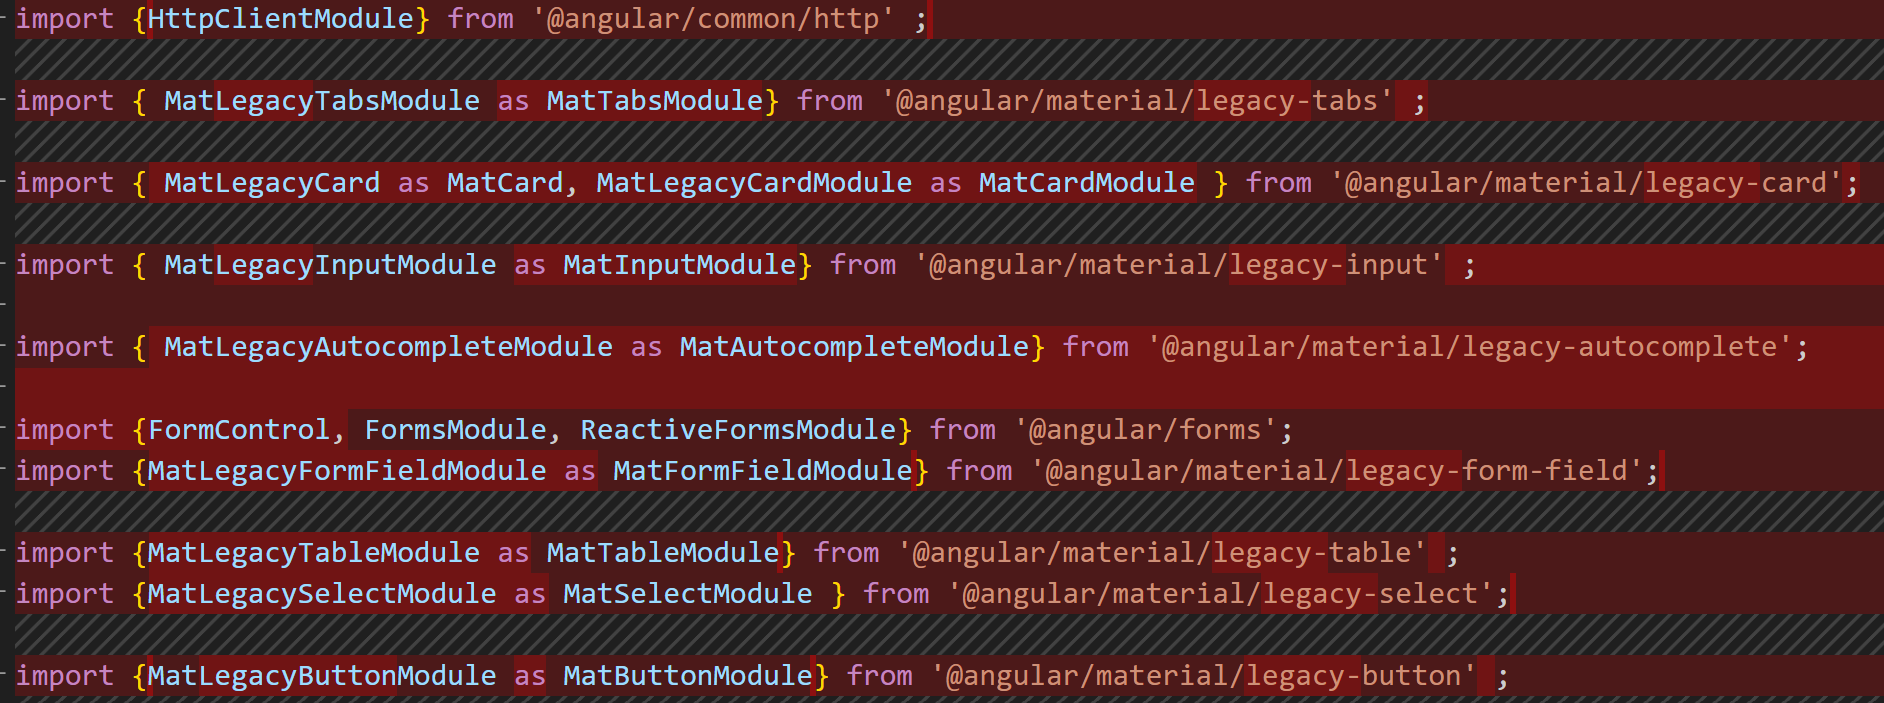 import {HttpClientModule} from '@angular/common/http' ;
import { MatLegacyTabsModule as MatTabsModule} from '@angular/material/legacy-tabs' ;
import { MatLegacyCard as MatCard, MatLegacyCardModule as MatCardModule } from '@angular/material/legacy-card';
import { MatLegacyInputModule as MatInputModule} from '@angular/material/legacy-input' ;
import { MatLegacyAutocompleteModule as MatAutocompleteModule} from '@angular/material/legacy-autocomplete';
import {FormControl, FormsModule, ReactiveFormsModule} from '@angular/forms';
import {MatLegacyFormFieldModule as MatFormFieldModule} from '@angular/material/legacy-form-field';
import {MatLegacyTableModule as MatTableModule} from '@angular/material/legacy-table' ;
import {MatLegacySelectModule as MatSelectModule } from '@angular/material/legacy-select';
import {MatLegacyButtonModule as MatButtonModule} from '@angular/material/legacy-button' ;